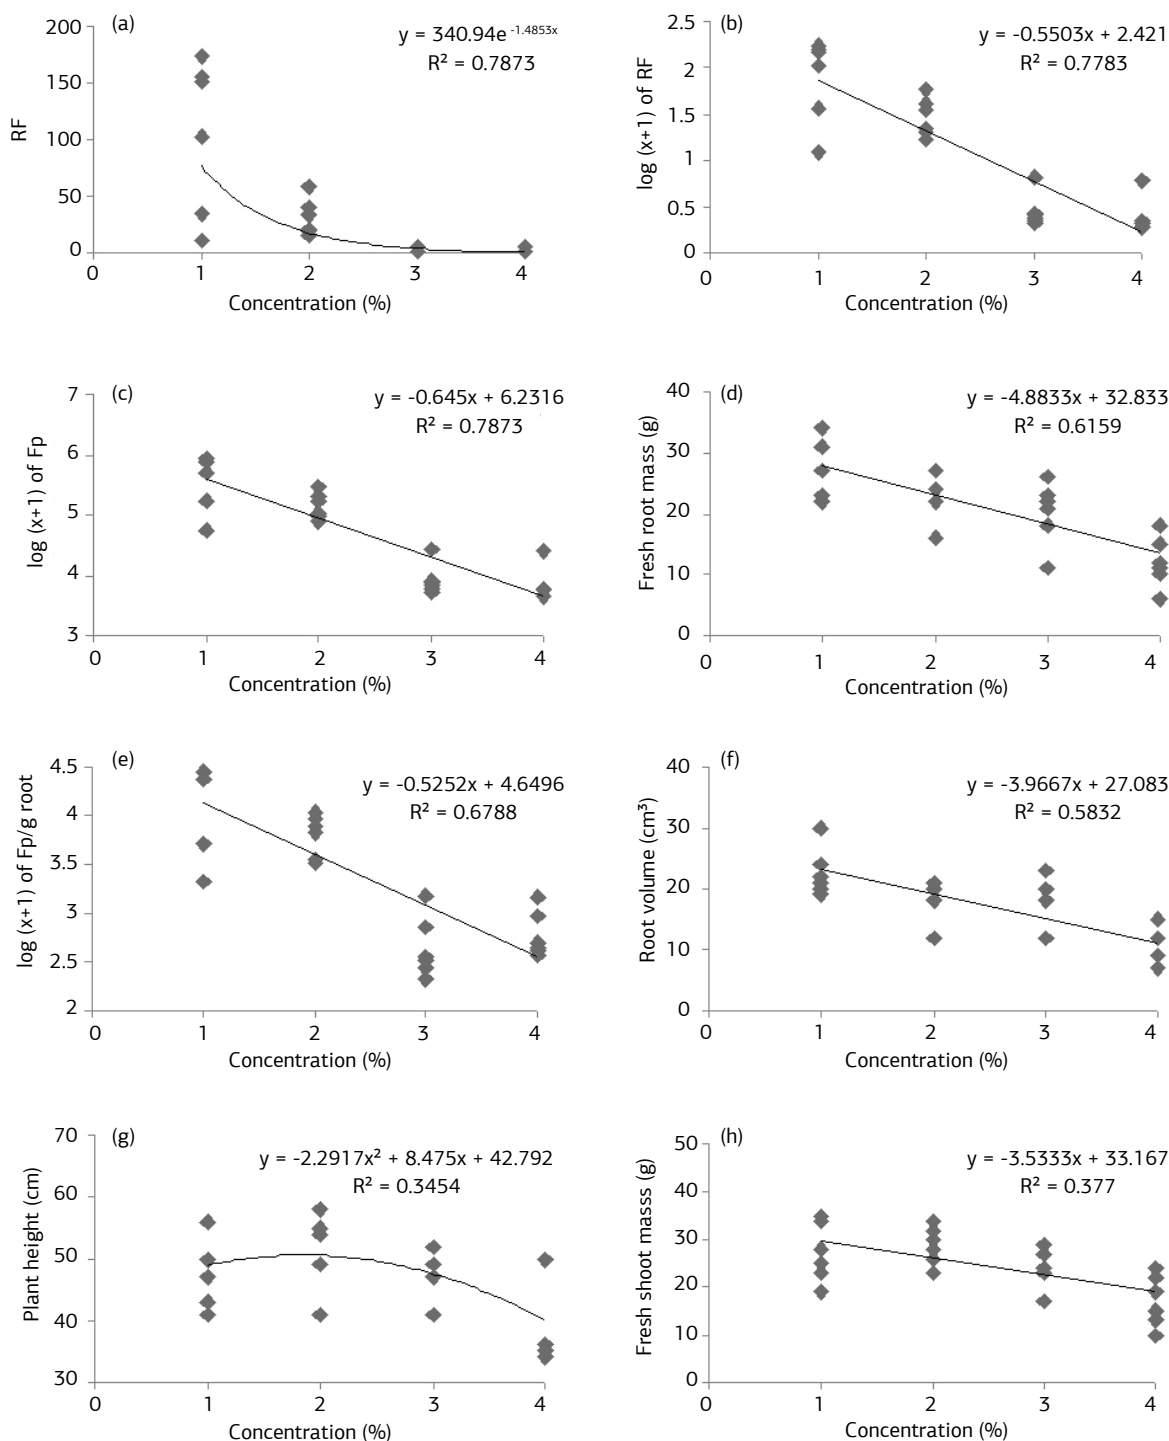 (a)
y = 340.94e^-1.4853x
R² = 0.7873
200
150
100
50
0
RF
0 1 2 3 4
Concentration (%)
(b)
y = -0.5503x + 2.421
R² = 0.7783
2.5
2
1.5
1
0.5
0
log (x+1) of RF
0 1 2 3 4
Concentration (%)
(c)
y = -0.645x + 6.2316
R² = 0.7873
7
6
5
4
3
log (x+1) of Fp
0 1 2 3 4
Concentration (%)
(d)
y = -4.8833x + 32.833
R² = 0.6159
40
30
20
10
0
Fresh root mass (g)
0 1 2 3 4
Concentration (%)
(e)
y = -0.5252x + 4.6496
R² = 0.6788
4.5
4
3.5
3
2.5
2
log (x+1) of Fp/g root
0 1 2 3 4
Concentration (%)
(f)
y = -3.9667x + 27.083
R² = 0.5832
40
30
20
10
0
Root volume (cm³)
0 1 2 3 4
Concentration (%)
(g)
y = -2.2917x² + 8.475x + 42.792
R² = 0.3454
70
60
50
40
30
Plant height (cm)
0 1 2 3 4
Concentration (%)
(h)
y = -3.5333x + 33.167
R² = 0.377
50
40
30
20
10
0
Fresh shoot masss (g)
0 1 2 3 4
Concentration (%)